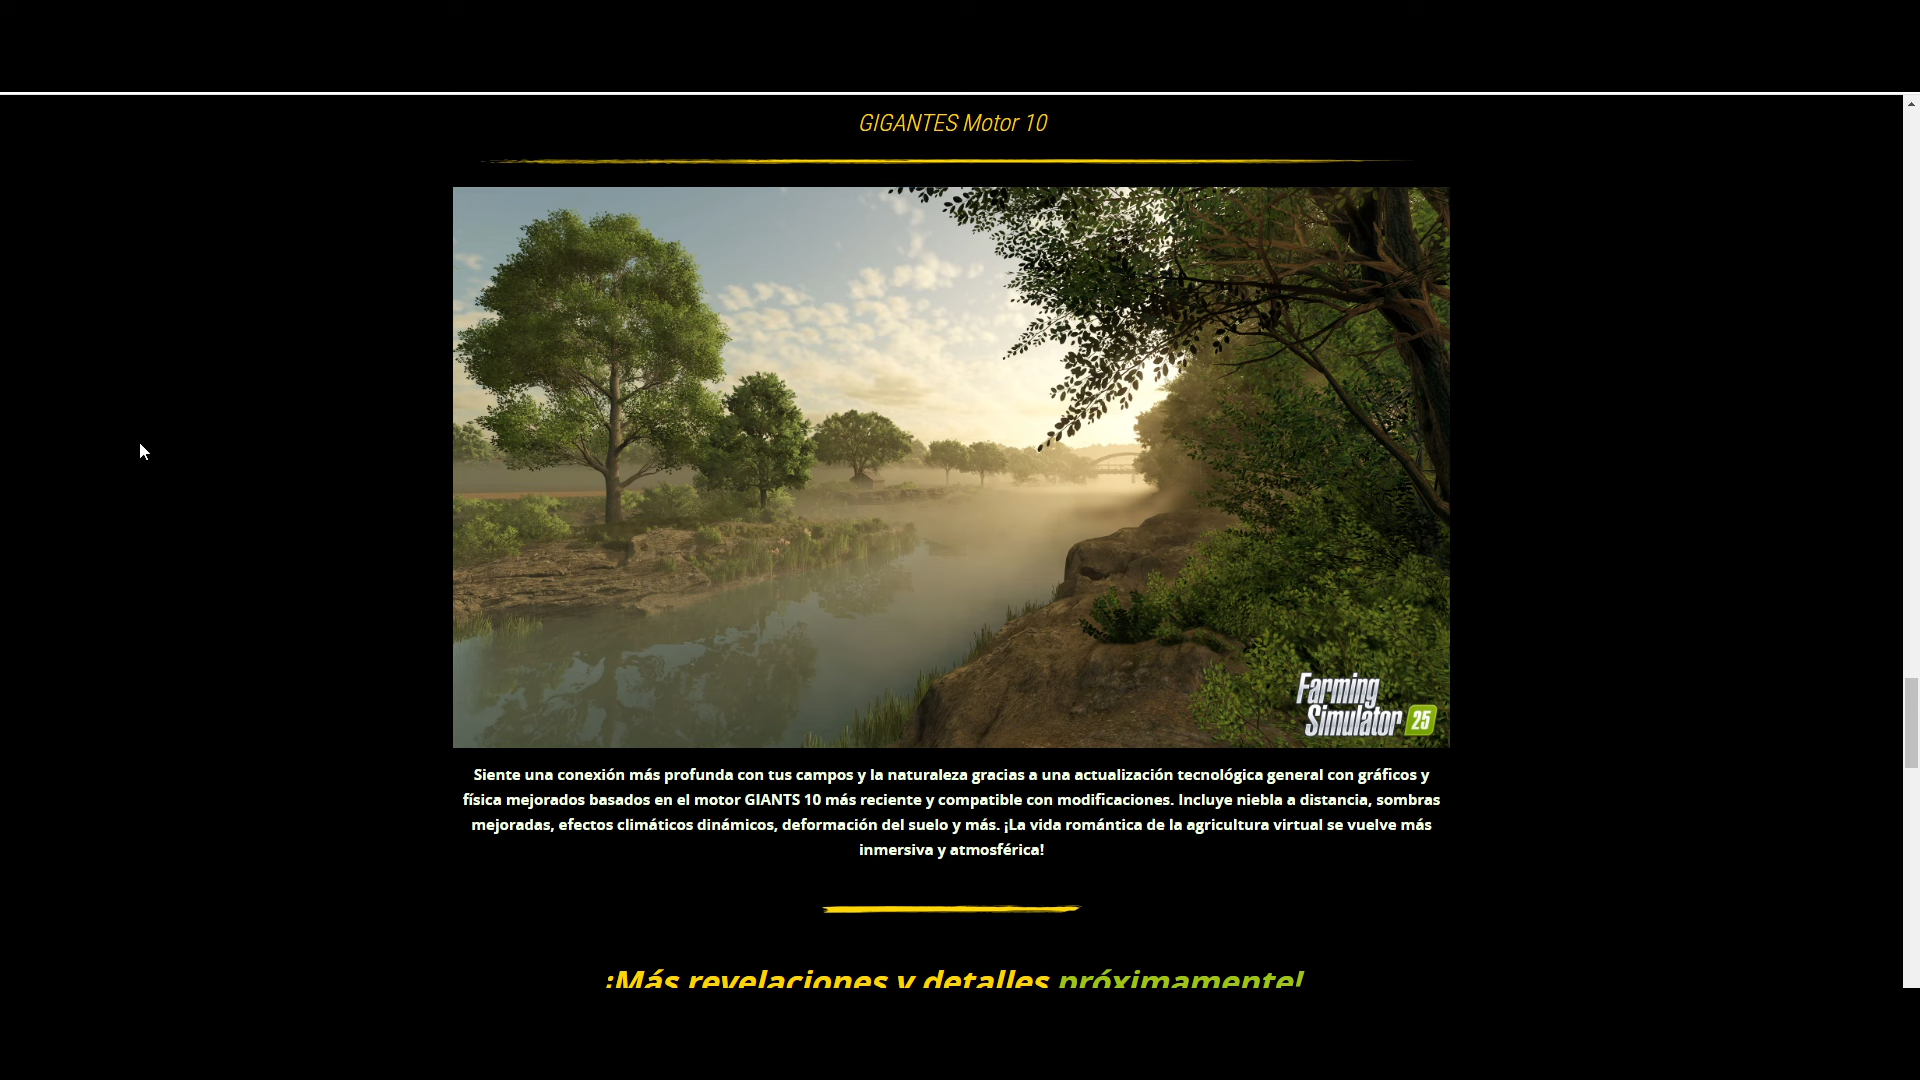 GIGANTES Motor 10
Farming
Simulator 25
Siente una conexión más profunda con tus campos y la naturaleza gracias a una actualización tecnológica general con gráficos y
física mejorados basados en el motor GIANTS 10 más reciente y compatible con modificaciones. Incluye niebla a distancia, sombras
mejoradas, efectos climáticos dinámicos, deformación del suelo y más. ¡La vida romántica de la agricultura virtual se vuelve más
inmersiva y atmosférica!
¡Más revelaciones y detalles próximamente!